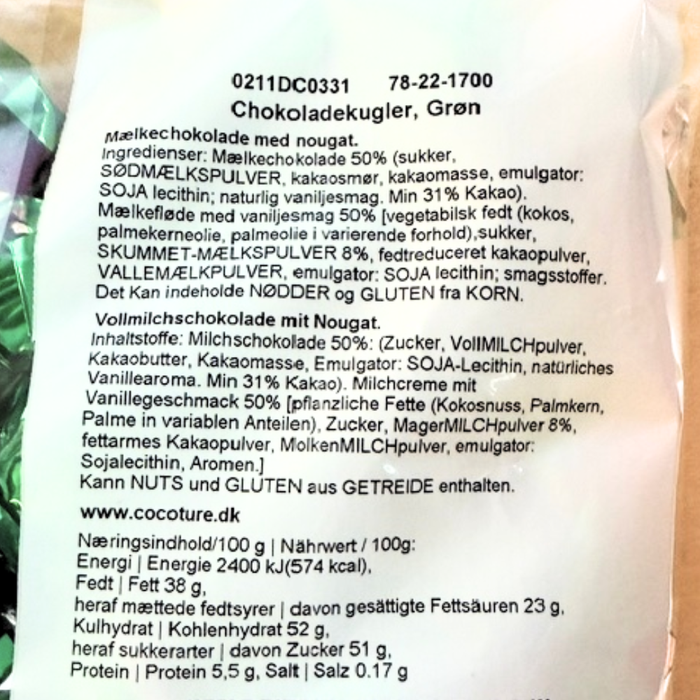 0211DC0331 78-22-1700
Chokoladekugler, Grøn
Mælkechokolade med nougat.
Ingredienser: Mælkechokolade 50% (sukker,
SØDMÆLKSPULVER, kakaosmør, kakaomasse, emulgator:
SOJA lecithin; naturlig vaniljesmag. Min 31% Kakao).
Mælkefløde med vaniljesmag 50% [vegetabilsk fedt (kokos,
palmekerneolie, palmeolie i varierende forhold),sukker,
SKUMMET-MÆLKSPULVER 8%, fedtreduceret kakaopulver,
VALLEMÆLKPULVER, emulgator: SOJA lecithin; smagsstoffer.
Det Kan indeholde NØDDER og GLUTEN fra KORN.
Vollmilchschokolade mit Nougat.
Inhaltstoffe: Milchschokolade 50%: (Zucker, VollMILCHpulver,
Kakaobutter, Kakaomasse, Emulgator: SOJA-Lecithin, natürliches
Vanillearoma. Min 31% Kakao). Milchcreme mit
Vanillegeschmack 50% [pflanzliche Fette (Kokosnuss, Palmkern,
Palme in variablen Anteilen), Zucker, MagerMILCHpulver 8%,
fettarmes Kakaopulver, MolkenMILCHpulver, emulgator:
Sojalecithin, Aromen.]
Kann NUTS und GLUTEN aus GETREIDE enthalten.
www.cocoture.dk
Næringsindhold/100 g | Nährwert / 100g:
Energi | Energie 2400 kJ(574 kcal),
Fedt | Fett 38 g,
heraf mættede fedtsyrer | davon gesättigte Fettsäuren 23 g,
Kulhydrat | Kohlenhydrat 52 g,
heraf sukkerarter | davon Zucker 51 g,
Protein | Protein 5,5 g, Salt | Salz 0.17 g